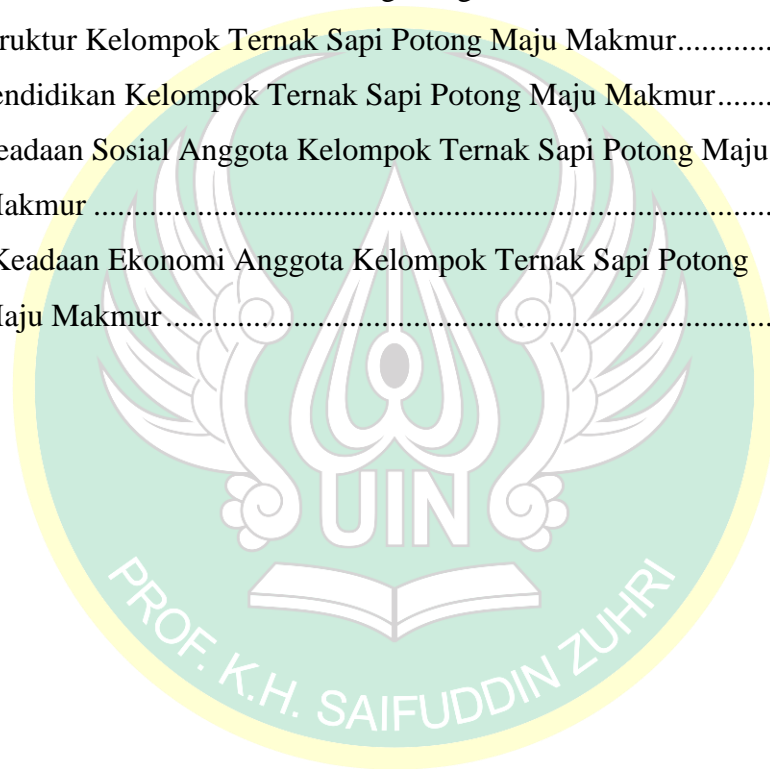 ruktur Kelompok Ternak Sapi Potong Maju Makmur.............
endidikan Kelompok Ternak Sapi Potong Maju Makmur.......
eadaan Sosial Anggota Kelompok Ternak Sapi Potong Maju
Makmur ........................................................................
Keadaan Ekonomi Anggota Kelompok Ternak Sapi Potong
Maju Makmur.................................................................
UIN
PROF. K.H. SAIFUDDIN ZUHRI